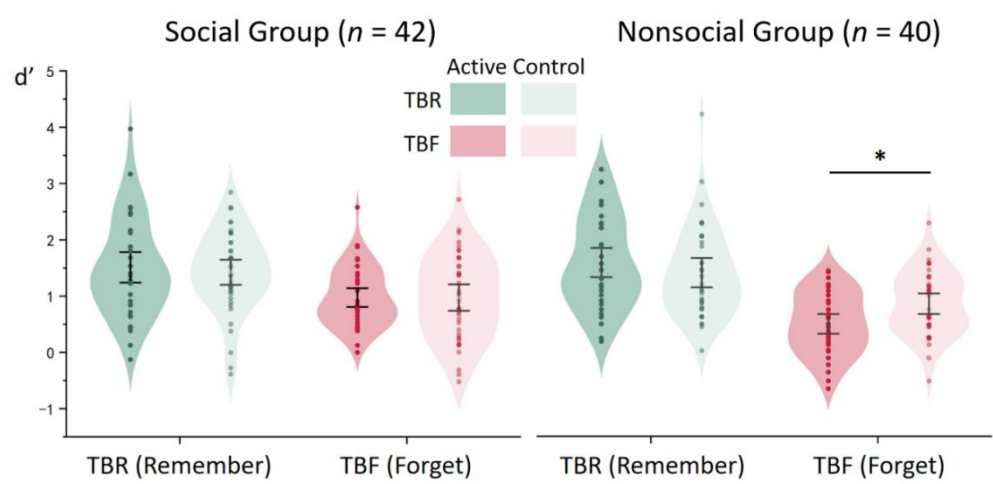 Social Group (n = 42)
Nonsocial Group (n = 40)
Active Control
TBR
TBF
d’
5
4
3
2
1
0
−1
*
TBR (Remember)
TBF (Forget)
TBR (Remember)
TBF (Forget)